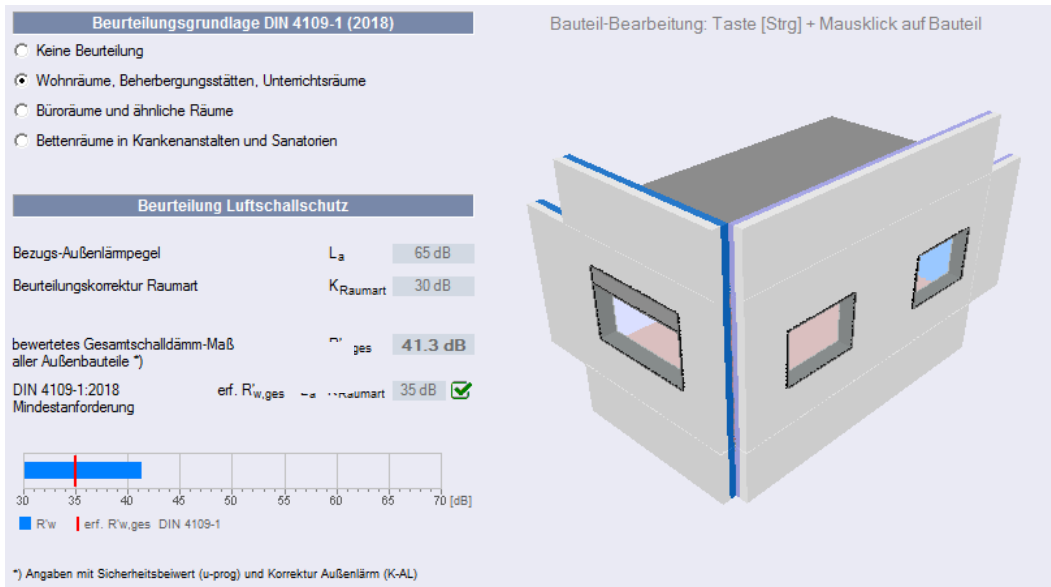 Beurteilungsgrundlage DIN 4109-1 (2018)
Keine Beurteilung
Wohnräume, Beherbergungsstätten, Unterrichtsräume
Büroräume und ähnliche Räume
Bettenräume in Krankenanstalten und Sanatorien
Beurteilung Luftschallschutz
Bezugs-Außenlärmpegel La 65 dB
Beurteilungskorrektur Raumart KRaumart 30 dB
bewertetes Gesamtschalldämm-Maß ges 41.3 dB
aller Außenbauteile *)
DIN 4109-1:2018 erf. R'w,ges 35 dB
Mindestanforderung
30 35 40 45 50 55 60 65 70 [dB]
R'w erf. R'w,ges DIN 4109-1
*) Angaben mit Sicherheitsbeiwert (u-prog) und Korrektur Außenlärm (K-AL)
Bauteil-Bearbeitung: Taste [Strg] + Mausklick auf Bauteil